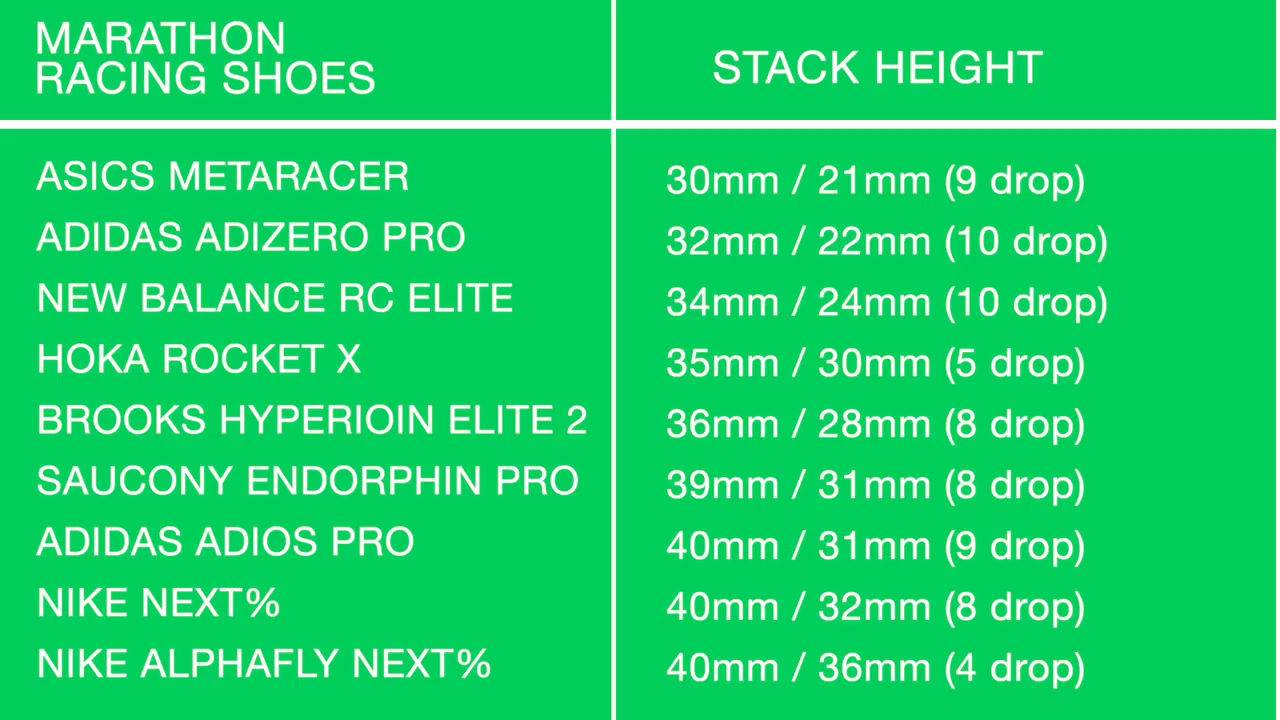 MARATHON
RACING SHOES
STACK HEIGHT
ASICS METARACER 30mm / 21mm (9 drop)
ADIDAS ADIZERO PRO 32mm / 22mm (10 drop)
NEW BALANCE RC ELITE 34mm / 24mm (10 drop)
HOKA ROCKET X 35mm / 30mm (5 drop)
BROOKS HYPERIOIN ELITE 2 36mm / 28mm (8 drop)
SAUCONY ENDORPHIN PRO 39mm / 31mm (8 drop)
ADIDAS ADIOS PRO 40mm / 31mm (9 drop)
NIKE NEXT% 40mm / 32mm (8 drop)
NIKE ALPHAFLY NEXT% 40mm / 36mm (4 drop)